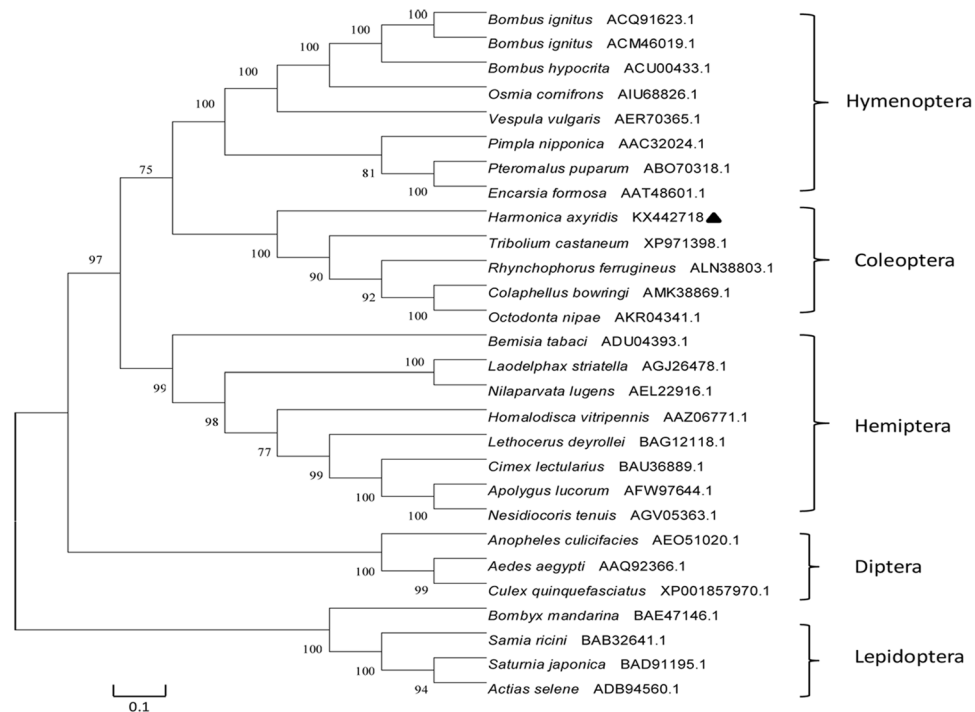 100
Bombus ignitus ACQ91623.1
100
Bombus ignitus ACM46019.1
100
Bombus hypocrita ACU00433.1
100
Osmia cornifrons AIU68826.1
100
Vespula vulgaris AER70365.1
Hymenoptera
Pimpla nipponica AAC32024.1
75
81
Pteromalus puparum ABO70318.1
100
Encarsia formosa AAT48601.1
Harmonica axyridis KX442718
100
Tribolium castaneum XP971398.1
97
90
Rhynchophorus ferrugineus ALN38803.1
Coleoptera
92
Colaphellus bowringi AMK38869.1
100
Octodonta nipae AKR04341.1
Bemisia tabaci ADU04393.1
99
100
Laodelphax striatella AGJ26478.1
Nilaparvata lugens AEL22916.1
98
Homalodisca vitripennis AAZ06771.1
Hemiptera
77
Lethocerus deyrollei BAG12118.1
99
Cimex lectularius BAU36889.1
100
Apolygus lucorum AFW97644.1
100
Nesidiocoris tenuis AGV05363.1
Anopheles culicifacies AEO51020.1
100
Aedes aegypti AAQ92366.1
Diptera
99
Culex quinquefasciatus XP001857970.1
Bombyx mandarina BAE47146.1
100
Samia ricini BAB32641.1
Lepidoptera
100
Saturnia japonica BAD91195.1
94
Actias selene ADB94560.1
0.1